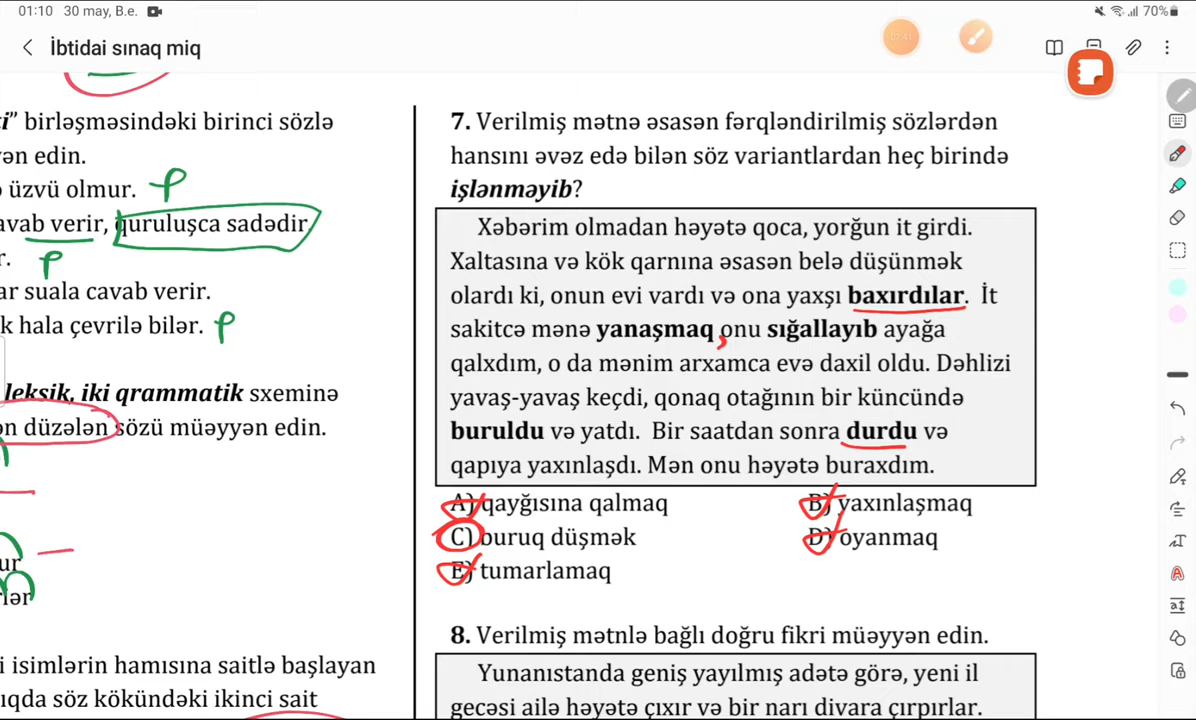 01:10 30 may, B.e.
70%
İbtidai sınaq miq
07:41
i” birləşməsindəki birinci sözlə
ən edin.
üzvü olmur. p
avab verir, quruluşca sadədir
r. p
ar suala cavab verir.
k hala çevrilə bilər. p
leksik, iki qrammatik sxeminə
ən düzələn sözü müəyyən edin.
ur
lər
i isimlərin hamısına saitlə başlayan
ıqda söz kökündəki ikinci sait
7. Verilmiş mətnə əsasən fərqləndirilmiş sözlərdən
hansını əvəz edə bilən söz variantlardan heç birində
işlənməyib?
Xəbərim olmadan həyətə qoca, yorğun it girdi.
Xaltasına və kök qarnına əsasən belə düşünmək
olardı ki, onun evi vardı və ona yaxşı baxırdılar. İt
sakitcə mənə yanaşmaq , onu sığallayıb ayağa
qalxdım, o da mənim arxamca evə daxil oldu. Dəhlizi
yavaş-yavaş keçdi, qonaq otağının bir küncündə
buruldu və yatdı. Bir saatdan sonra durdu və
qapıya yaxınlaşdı. Mən onu həyətə buraxdım.
A) qayğısına qalmaq B) yaxınlaşmaq
C) buruq düşmək D) oyanmaq
E) tumarlamaq
8. Verilmiş mətnlə bağlı doğru fikri müəyyən edin.
Yunanıstanda geniş yayılmış adətə görə, yeni il
gecəsi ailə həyətə çıxır və bir narı divara çırpırlar.